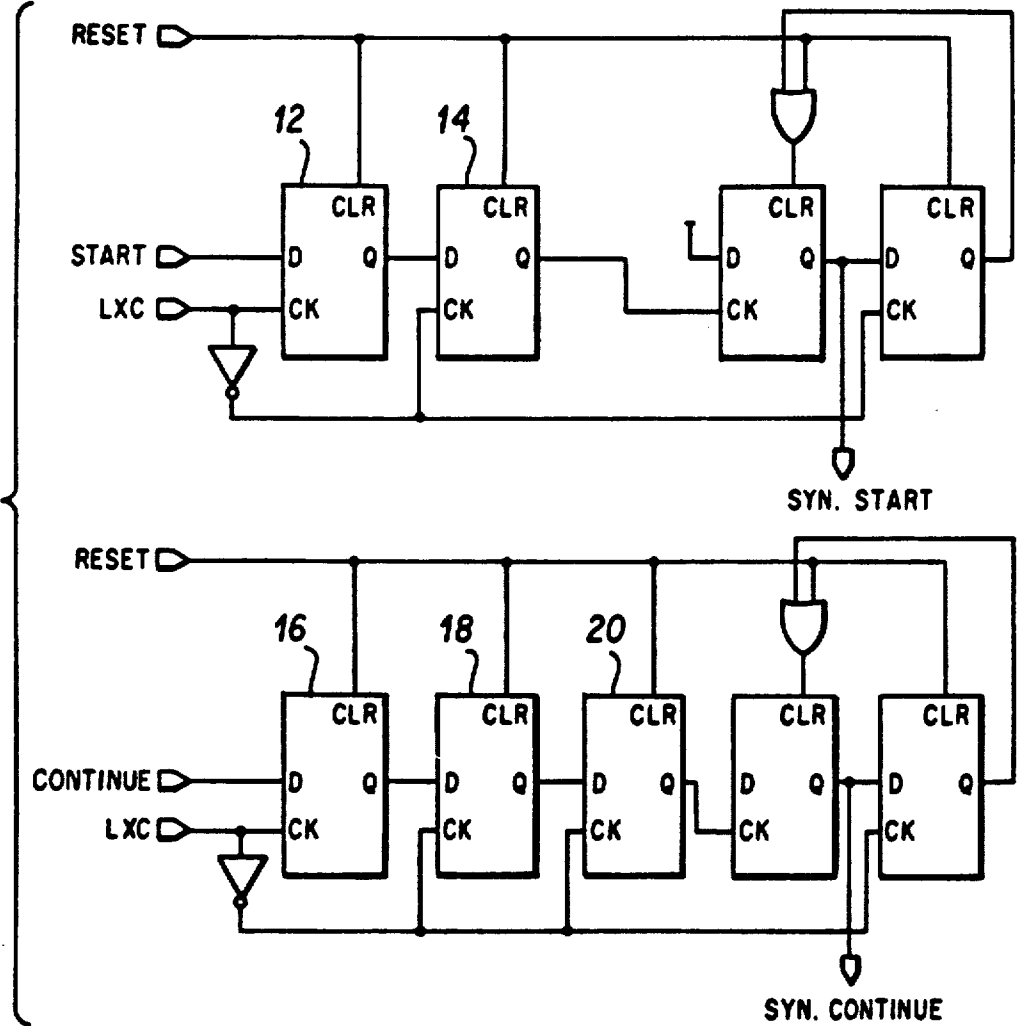 RESET
12
14
CLR
CLR
CLR
CLR
START
D
Q
D
Q
D
Q
D
Q
LXC
CK
CK
CK
CK
SYN. START
RESET
16
18
20
CLR
CLR
CLR
CLR
CLR
CONTINUE
D
Q
D
Q
D
Q
D
Q
D
Q
LXC
CK
CK
CK
CK
CK
SYN. CONTINUE